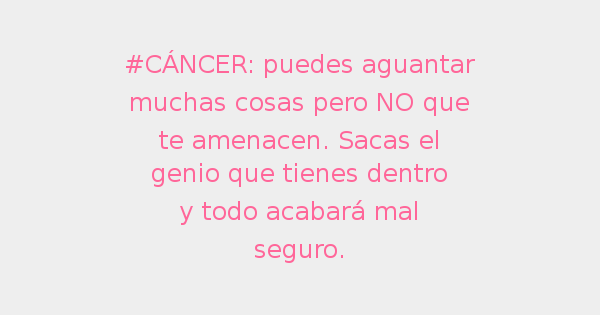 #CÁNCER: puedes aguantar
muchas cosas pero NO que
te amenacen. Sacas el
genio que tienes dentro
y todo acabará mal
seguro.